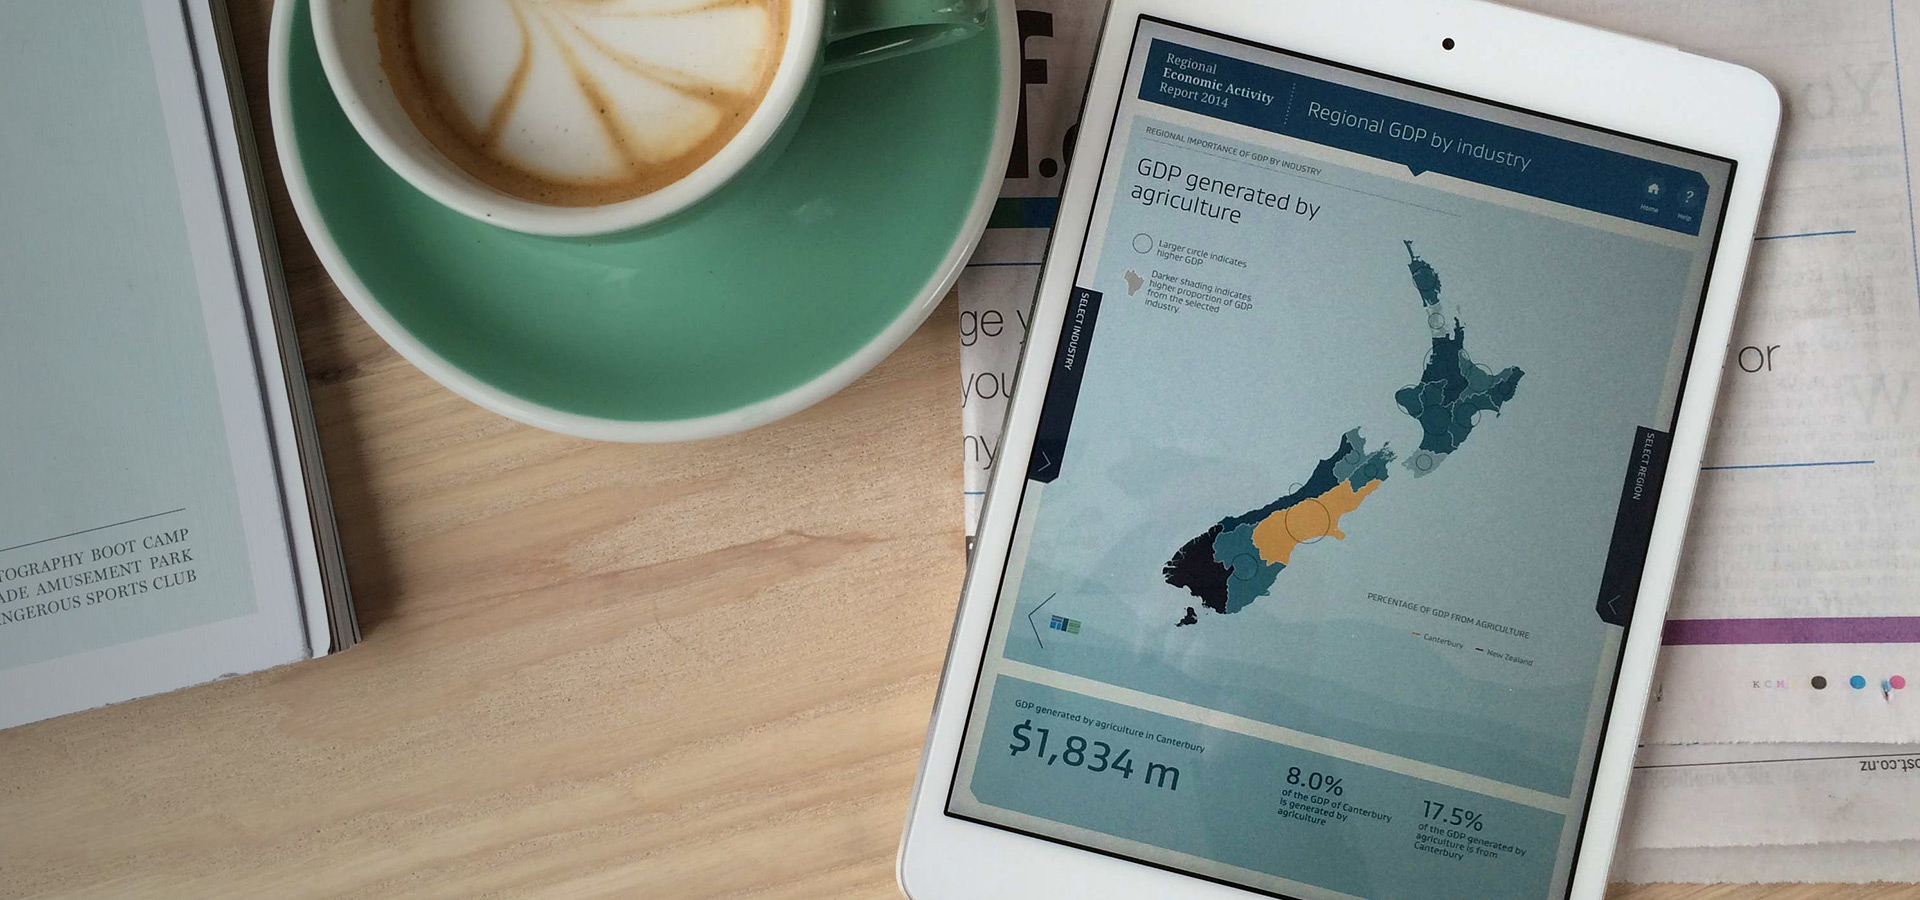 TOGRAPHY BOOT CAMP
ADE AMUSEMENT PARK
NGEROUS SPORTS CLUB
f.
ge y
you
ny
Regional
Economic Activity
Report 2014
Regional GDP by industry
Home
Help
REGIONAL IMPORTANCE OF GDP BY INDUSTRY
GDP generated by
agriculture
Larger circle indicates
higher GDP
Darker shading indicates
higher proportion of GDP
from the selected
industry.
SELECT INDUSTRY
SELECT REGION
PERCENTAGE OF GDP FROM AGRICULTURE
Canterbury
New Zealand
GDP generated by agriculture in Canterbury
$1,834 m
8.0%
of the GDP of Canterbury
is generated by
agriculture
17.5%
of the GDP generated by
agriculture is from
Canterbury
or
K C M
ost.co.nz